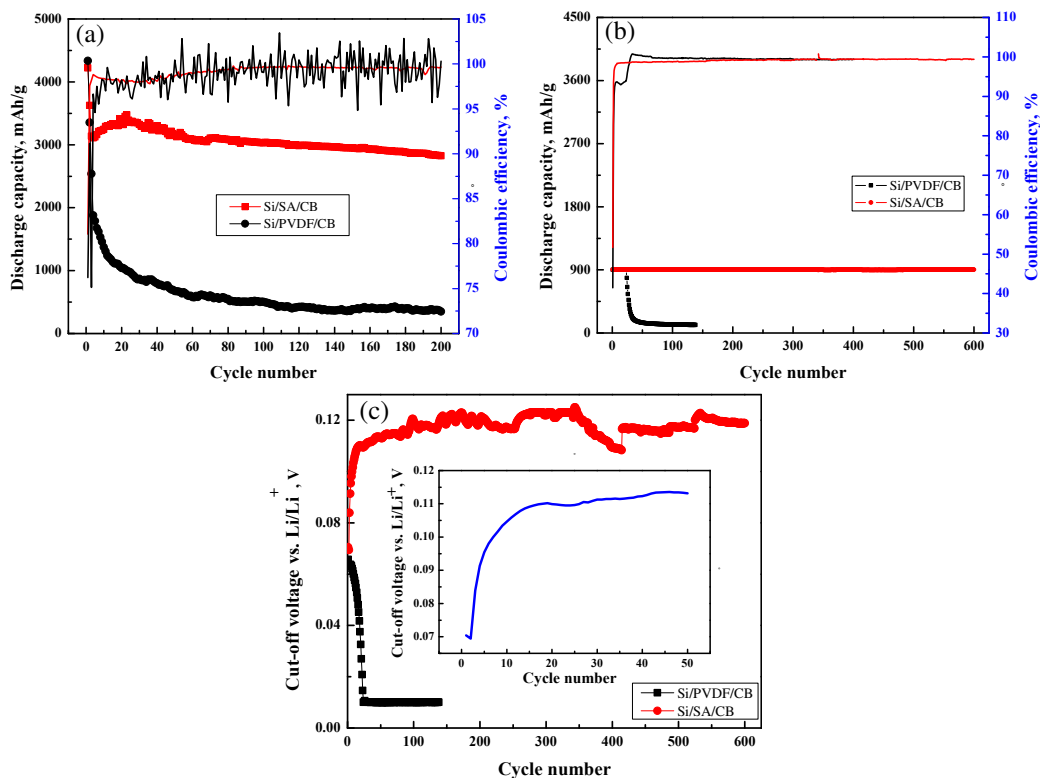 (a)
5000
4000
3000
2000
1000
0
Discharge capacity, mAh/g
105
100
95
90
85
80
75
70
Coulombic efficiency, %
Si/SA/CB
Si/PVDF/CB
0 20 40 60 80 100 120 140 160 180 200
Cycle number
(b)
4500
3600
2700
1800
900
0
Discharge capacity, mAh/g
110
100
90
80
70
60
50
40
30
Coulombic efficiency, %
Si/PVDF/CB
Si/SA/CB
0 100 200 300 400 500 600
Cycle number
(c)
0.12
0.08
0.04
0.00
Cut-off voltage vs. Li/Li+, V
0.12
0.11
0.10
0.09
0.08
0.07
Cut-off voltage vs. Li/Li+, V
0 10 20 30 40 50
Cycle number
Si/PVDF/CB
Si/SA/CB
0 100 200 300 400 500 600
Cycle number